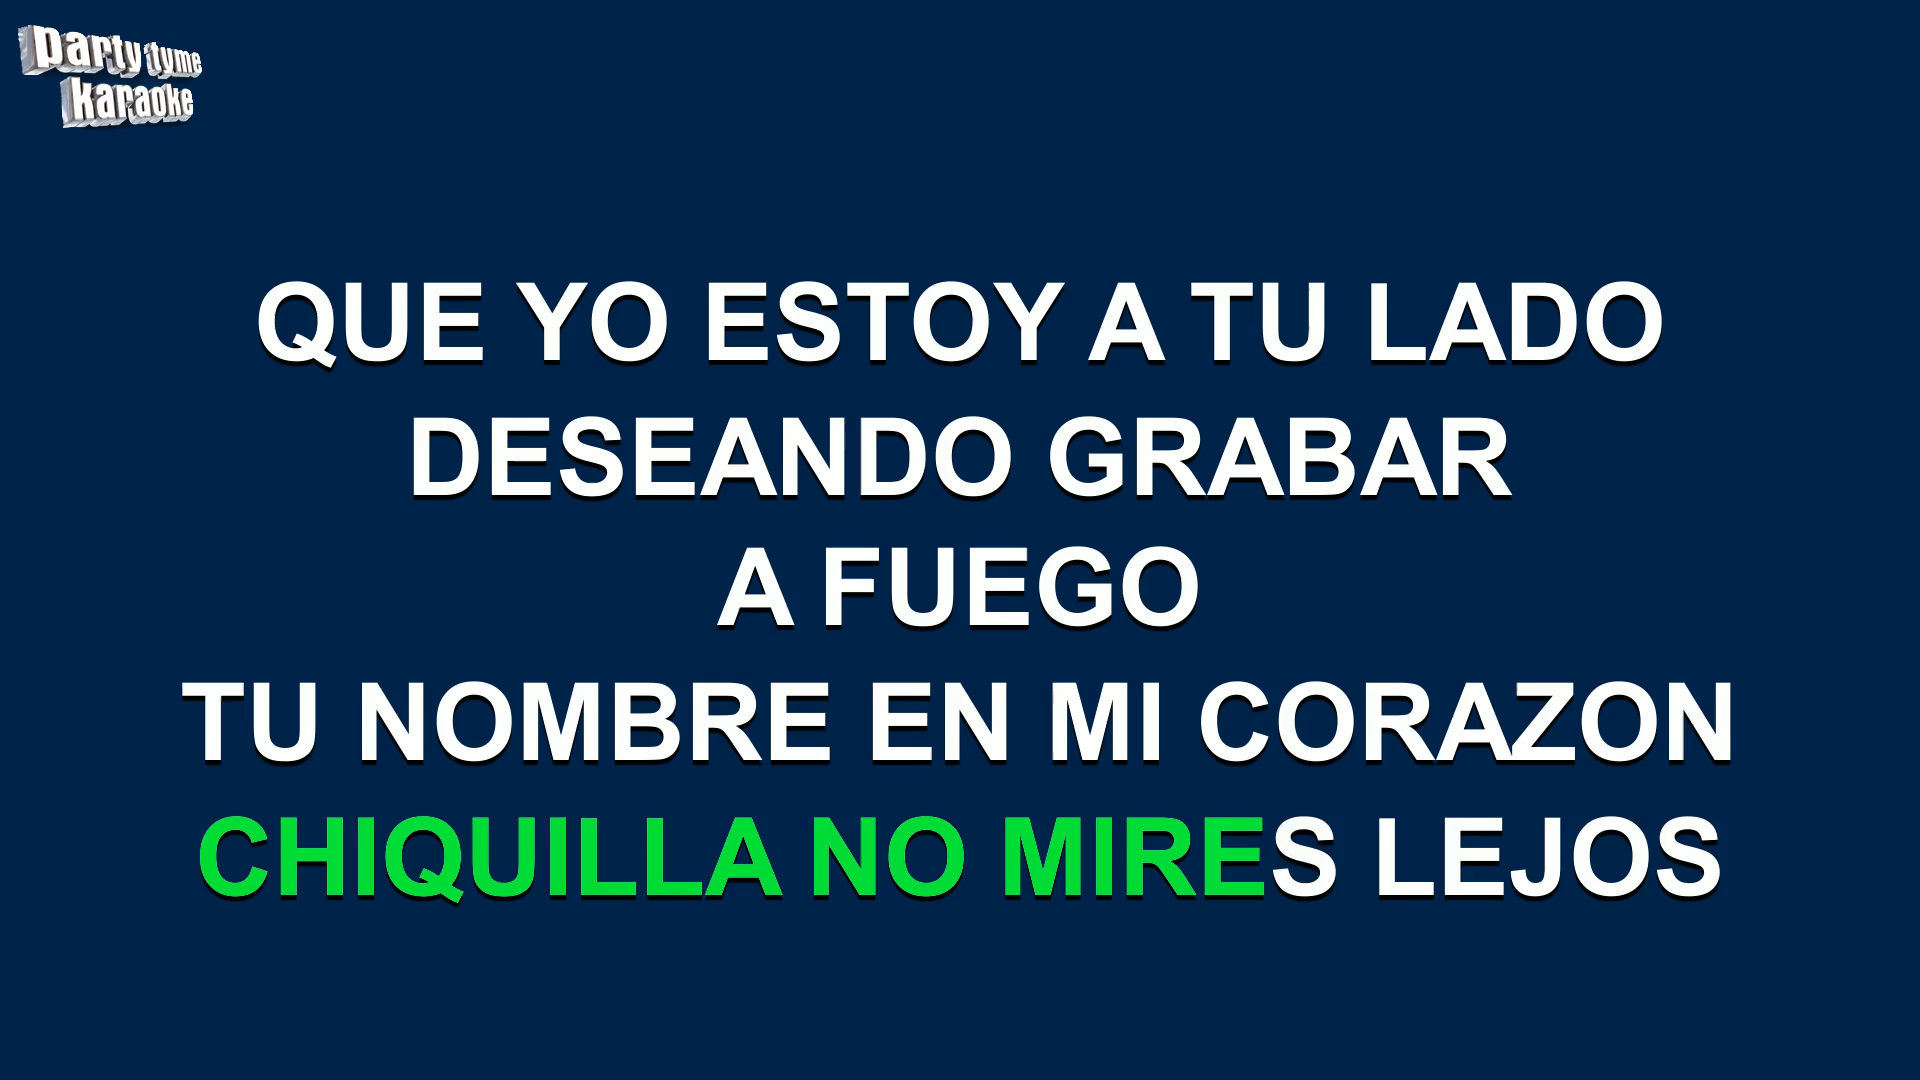 party tyme
karaoke
QUE YO ESTOY A TU LADO
DESEANDO GRABAR
A FUEGO
TU NOMBRE EN MI CORAZON
CHIQUILLA NO MIRES LEJOS